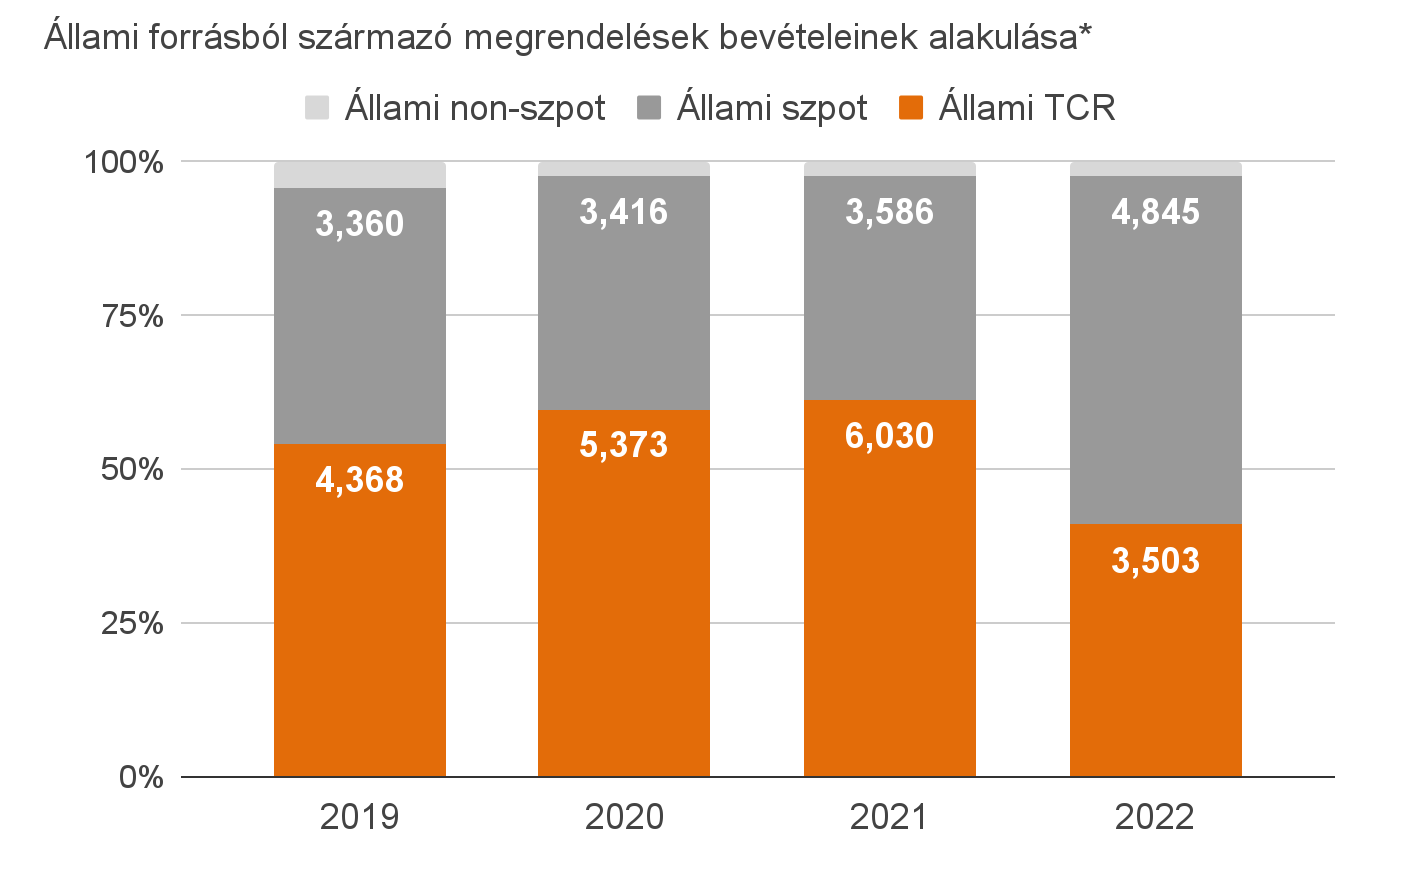 Állami forrásból származó megrendelések bevételeinek alakulása*
Állami non-szpot Állami szpot Állami TCR
100%
75%
50%
25%
0%
3,360 3,416 3,586 4,845
4,368 5,373 6,030 3,503
2019 2020 2021 2022